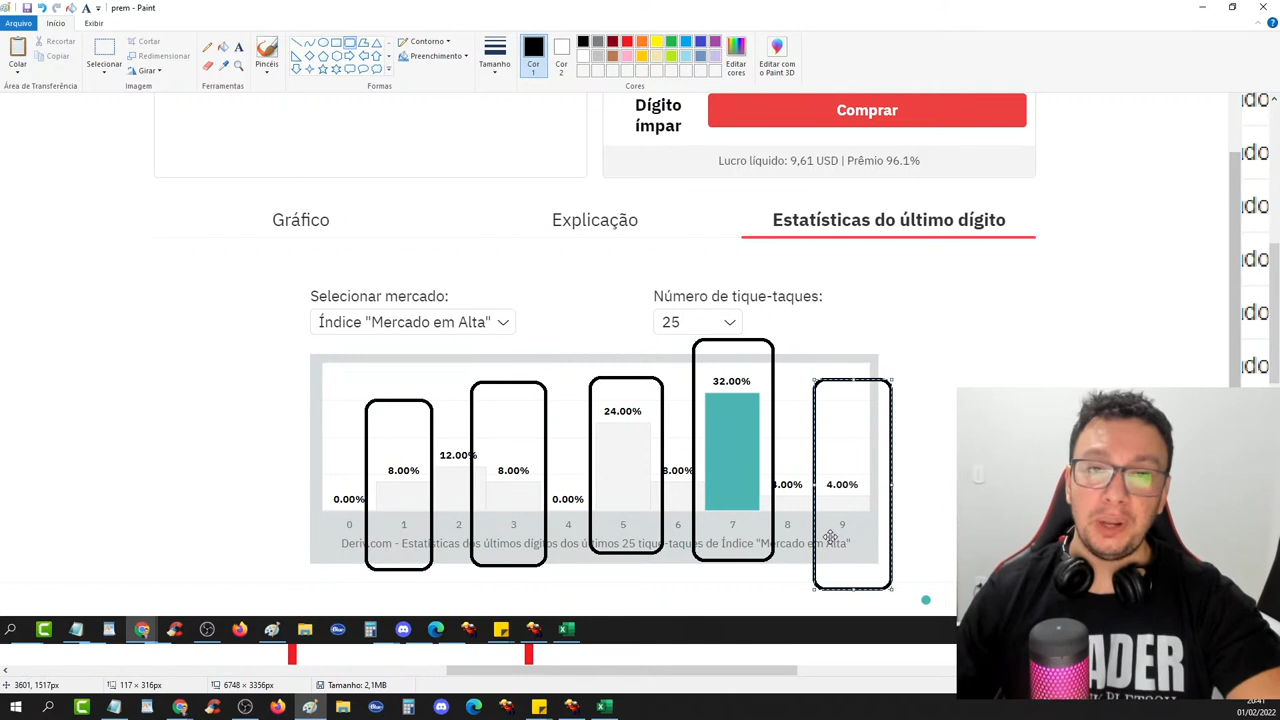 prem - Paint
Arquivo
Início
Exibir
Colar
Recortar
Copiar
Área de Transferência
Selecionar
Cortar
Redimensionar
Girar
Imagem
Pincéis
Ferramentas
Contorno
Preenchimento
Formas
Tamanho
Cor 1
Cor 2
Editar cores
Editar com o Paint 3D
Cores
Dígito ímpar
Comprar
Lucro líquido: 9,61 USD | Prêmio 96.1%
Gráfico
Explicação
Estatísticas do último dígito
Selecionar mercado:
Número de tique-taques:
Índice "Mercado em Alta"
25
0.00%
8.00%
12.00%
8.00%
0.00%
24.00%
8.00%
32.00%
4.00%
4.00%
0 1 2 3 4 5 6 7 8 9
Deriv.com - Estatísticas dos últimos dígitos dos últimos 25 tique-taques de Índice "Mercado em Alta"
3601, 1517px
117 × 316px
6748 × 3356px
Tamanho: 2,1MB
20:41
01/02/2022